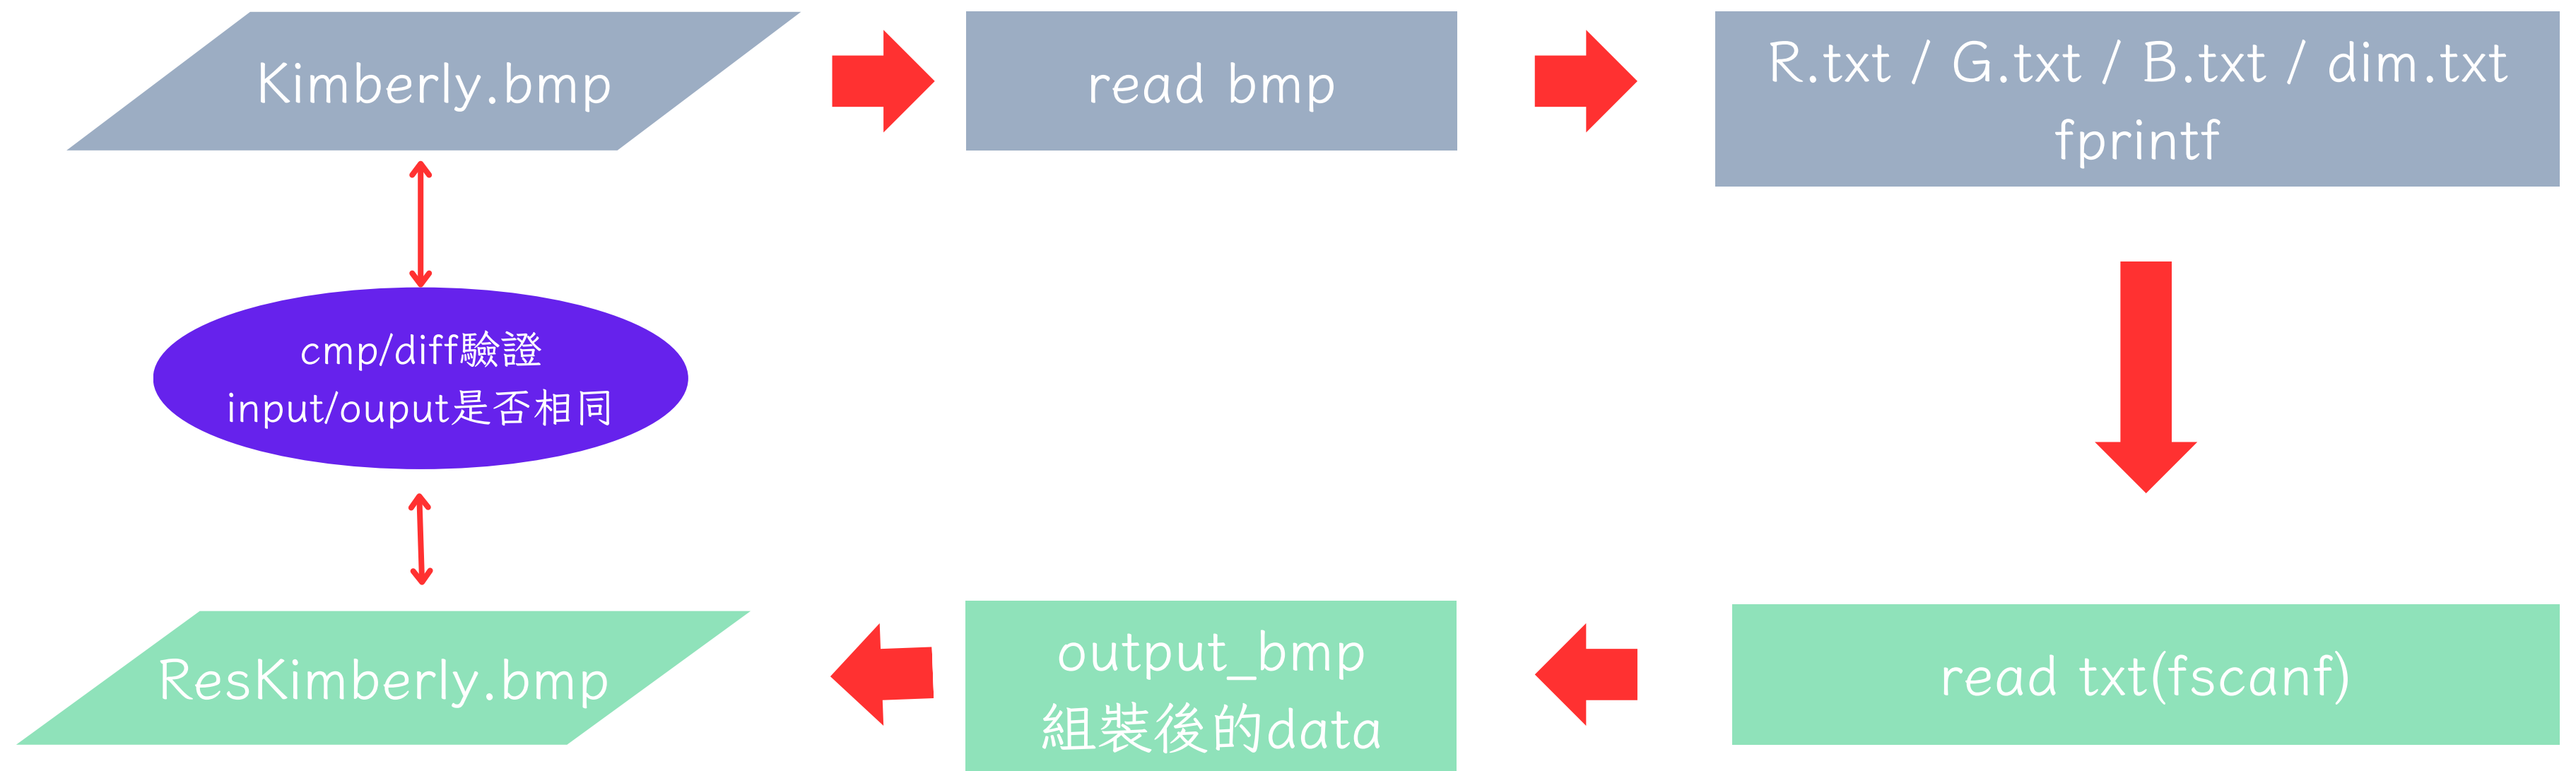 Kimberly.bmp
read bmp
R.txt / G.txt / B.txt / dim.txt
fprintf
cmp/diff驗證
input/ouput是否相同
ResKimberly.bmp
output_bmp
組裝後的data
read txt(fscanf)